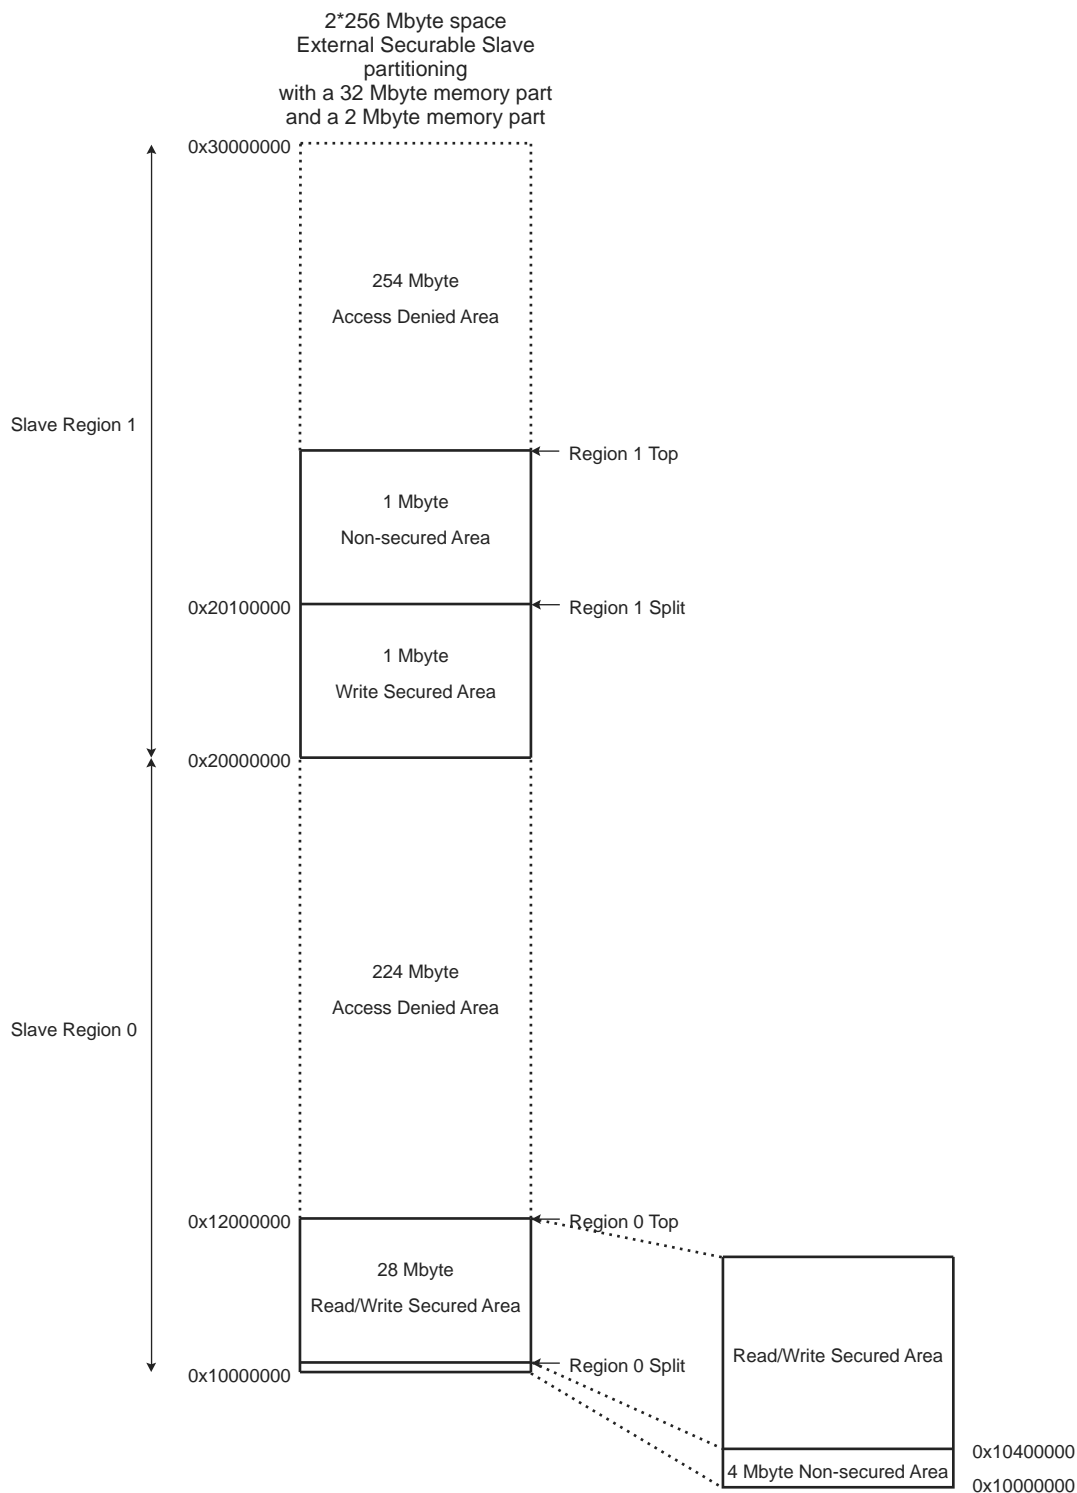 2*256 Mbyte space
External Securable Slave
partitioning
with a 32 Mbyte memory part
and a 2 Mbyte memory part
0x30000000
254 Mbyte
Access Denied Area
Slave Region 1
Region 1 Top
1 Mbyte
Non-secured Area
0x20100000
Region 1 Split
1 Mbyte
Write Secured Area
0x20000000
224 Mbyte
Access Denied Area
Slave Region 0
0x12000000
Region 0 Top
28 Mbyte
Read/Write Secured Area
Region 0 Split
0x10000000
Read/Write Secured Area
0x10400000
4 Mbyte Non-secured Area
0x10000000